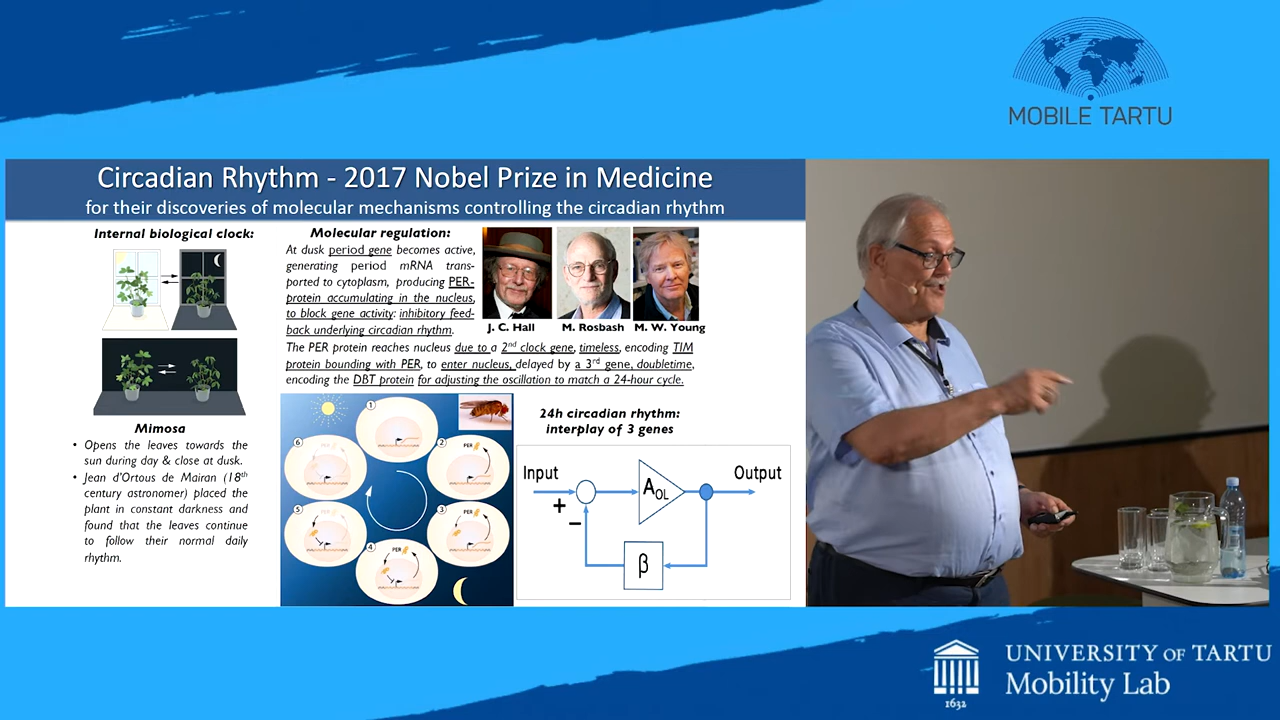 MOBILE TARTU
Circadian Rhythm - 2017 Nobel Prize in Medicine
for their discoveries of molecular mechanisms controlling the circadian rhythm
Internal biological clock:
Mimosa
• Opens the leaves towards the
sun during day & close at dusk.
• Jean d'Ortous de Mairan (18th
century astronomer) placed the
plant in constant darkness and
found that the leaves continue
to follow their normal daily
rhythm.
Molecular regulation:
At dusk period gene becomes active,
generating period mRNA trans-
ported to cytoplasm, producing PER-
protein accumulating in the nucleus,
to block gene activity: inhibitory feed-
back underlying circadian rhythm.
J. C. Hall
M. Rosbash
M. W. Young
The PER protein reaches nucleus due to a 2nd clock gene, timeless, encoding TIM
protein bounding with PER, to enter nucleus, delayed by a 3rd gene, doubletime,
encoding the DBT protein for adjusting the oscillation to match a 24-hour cycle.
1
2
PER
3
PER
4
PER
5
PER
6
PER
24h circadian rhythm:
interplay of 3 genes
Input
AOL
Output
+
−
β
UNIVERSITY OF TARTU
Mobility Lab
1632